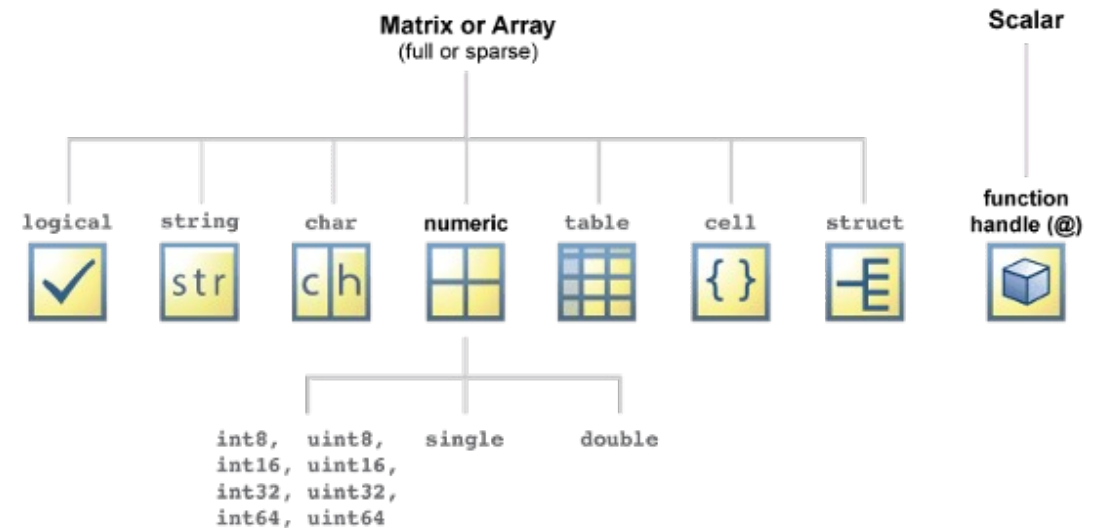 Matrix or Array
(full or sparse)
Scalar
logical string char numeric table cell struct
function
handle (@)
str
c h
{ }
int8, uint8,
int16, uint16,
int32, uint32,
int64, uint64
single
double